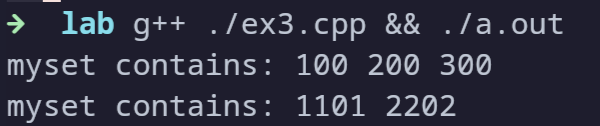 → lab g++ ./ex3.cpp && ./a.out
myset contains: 100 200 300
myset contains: 1101 2202